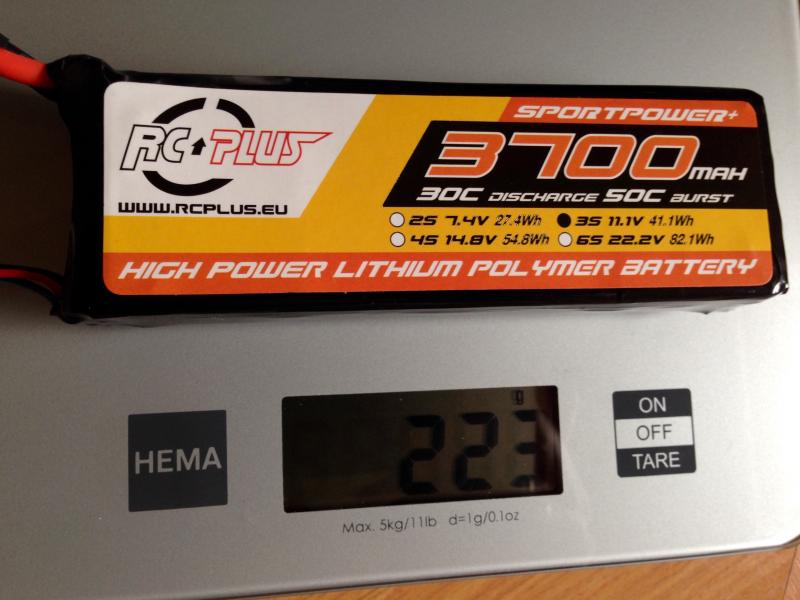 SPORTPOWER+
RC PLUS
3700 MAH
30C DISCHARGE 50C BURST
WWW.RCPLUS.EU
2S 7.4V 27.4Wh 3S 11.1V 41.1Wh
4S 14.8V 54.8Wh 6S 22.2V 82.1Wh
HIGH POWER LITHIUM POLYMER BATTERY
HEMA
g
223
ON
OFF
TARE
Max. 5kg/11lb d=1g/0.1oz